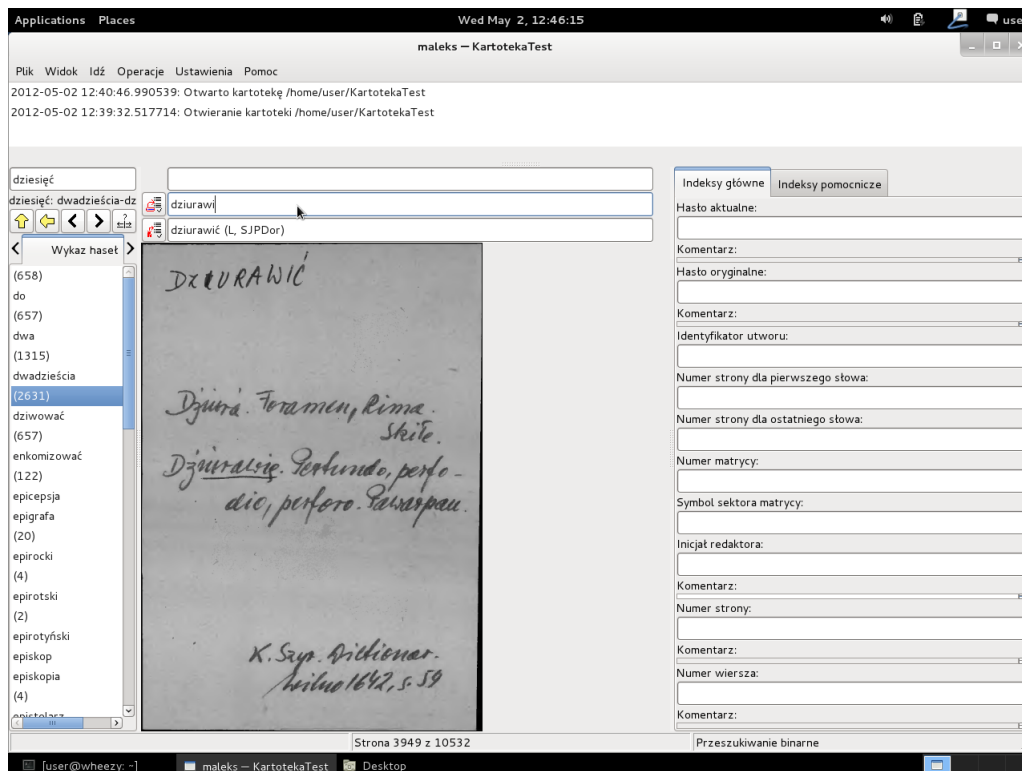 Applications Places
Wed May 2, 12:46:15
use
maleks — KartotekaTest
Plik Widok Idź Operacje Ustawienia Pomoc
2012-05-02 12:40:46.990539: Otwarto kartotekę /home/user/KartotekaTest
2012-05-02 12:39:32.517714: Otwieranie kartoteki /home/user/KartotekaTest
dziesięć
dziesięć: dwadzieścia-dz
Wykaz haseł
(658)
do
(657)
dwa
(1315)
dwadzieścia
(2631)
dziwować
(657)
enkomizować
(122)
epicepsja
epigrafa
(20)
epirocki
(4)
epirotski
(2)
epirotyński
episkop
episkopia
(4)
epistolasz
dziurawi
dziurawić (L, SJPDor)
DZIURAWIĆ
Dziura. Foramen, Rima.
Skile.
Dziurawię. Pertundo, perfo-
dio, perforo.
K. Szyr. Dictionar.
Wilno 1642, s. 59
Indeksy główne
Indeksy pomocnicze
Hasło aktualne:
Komentarz:
Hasło oryginalne:
Komentarz:
Identyfikator utworu:
Numer strony dla pierwszego słowa:
Numer strony dla ostatniego słowa:
Numer matrycy:
Symbol sektora matrycy:
Inicjał redaktora:
Komentarz:
Numer strony:
Komentarz:
Numer wiersza:
Komentarz:
Strona 3949 z 10532
Przeszukiwanie binarne
[user@wheezy: ~]
maleks — KartotekaTest
Desktop